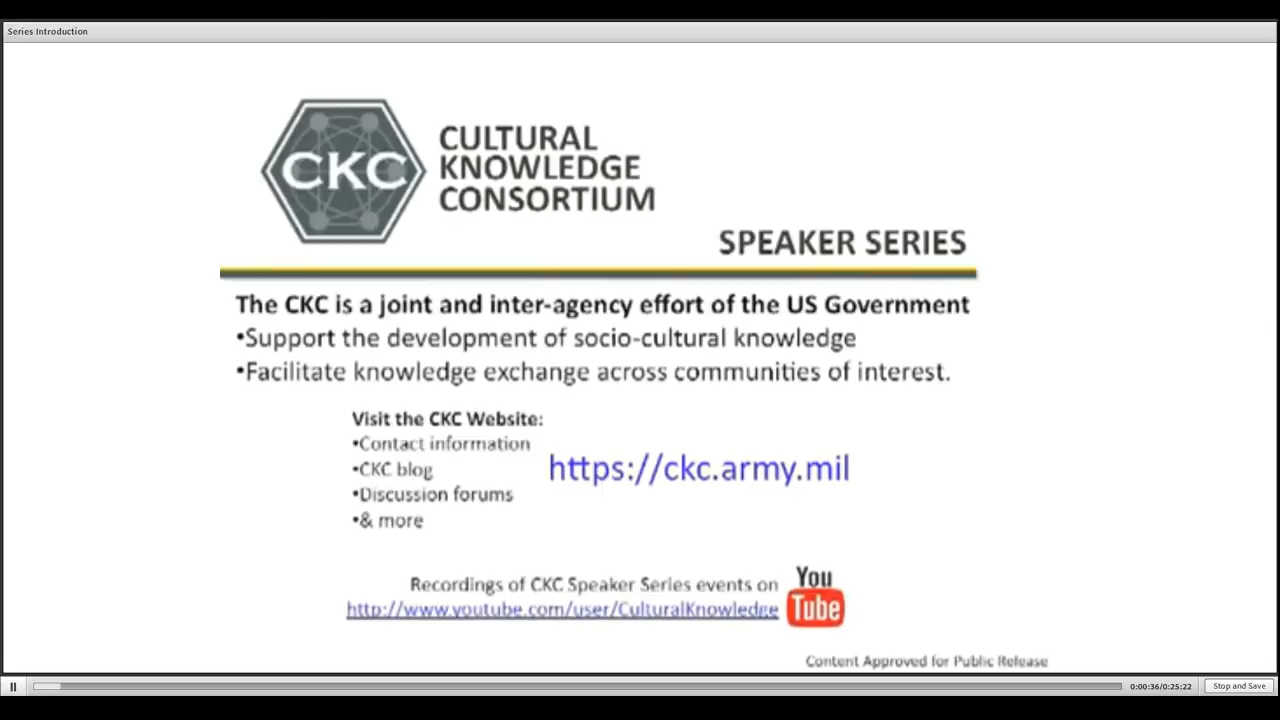 Series Introduction
CKC
CULTURAL
KNOWLEDGE
CONSORTIUM
SPEAKER SERIES
The CKC is a joint and inter-agency effort of the US Government
•Support the development of socio-cultural knowledge
•Facilitate knowledge exchange across communities of interest.
Visit the CKC Website:
•Contact information
•CKC blog
•Discussion forums
•& more
https://ckc.army.mil
Recordings of CKC Speaker Series events on
http://www.youtube.com/user/CulturalKnowledge
You
Tube
Content Approved for Public Release
0:00:36/0:25:22
Stop and Save